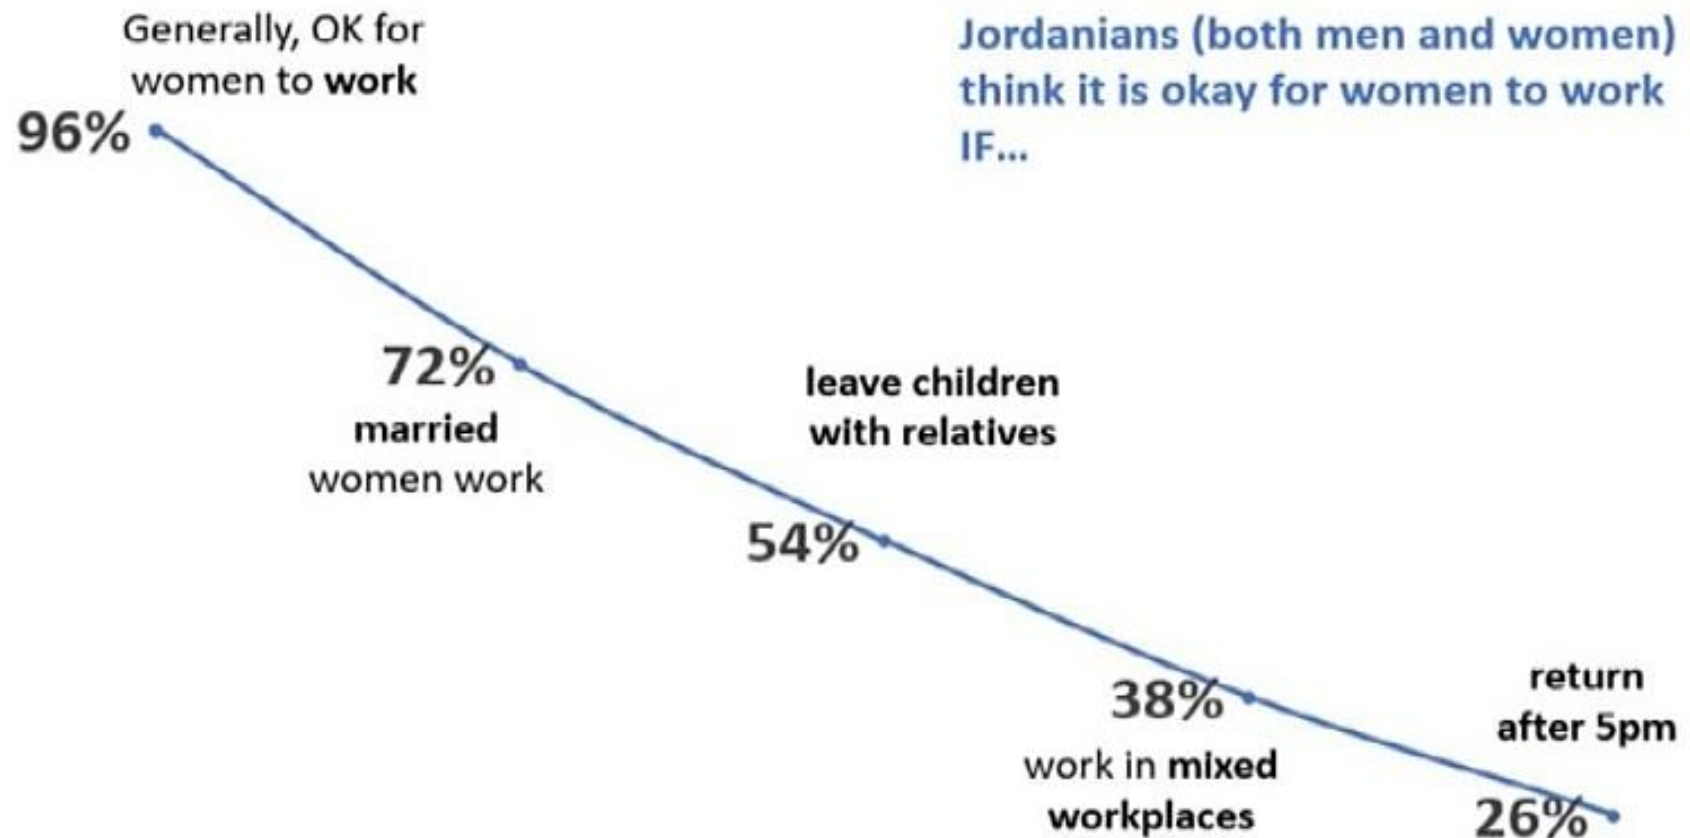 Generally, OK for
women to work
Jordanians (both men and women)
think it is okay for women to work
IF...
96%
72%
married
women work
leave children
with relatives
54%
38%
work in mixed
workplaces
return
after 5pm
26%